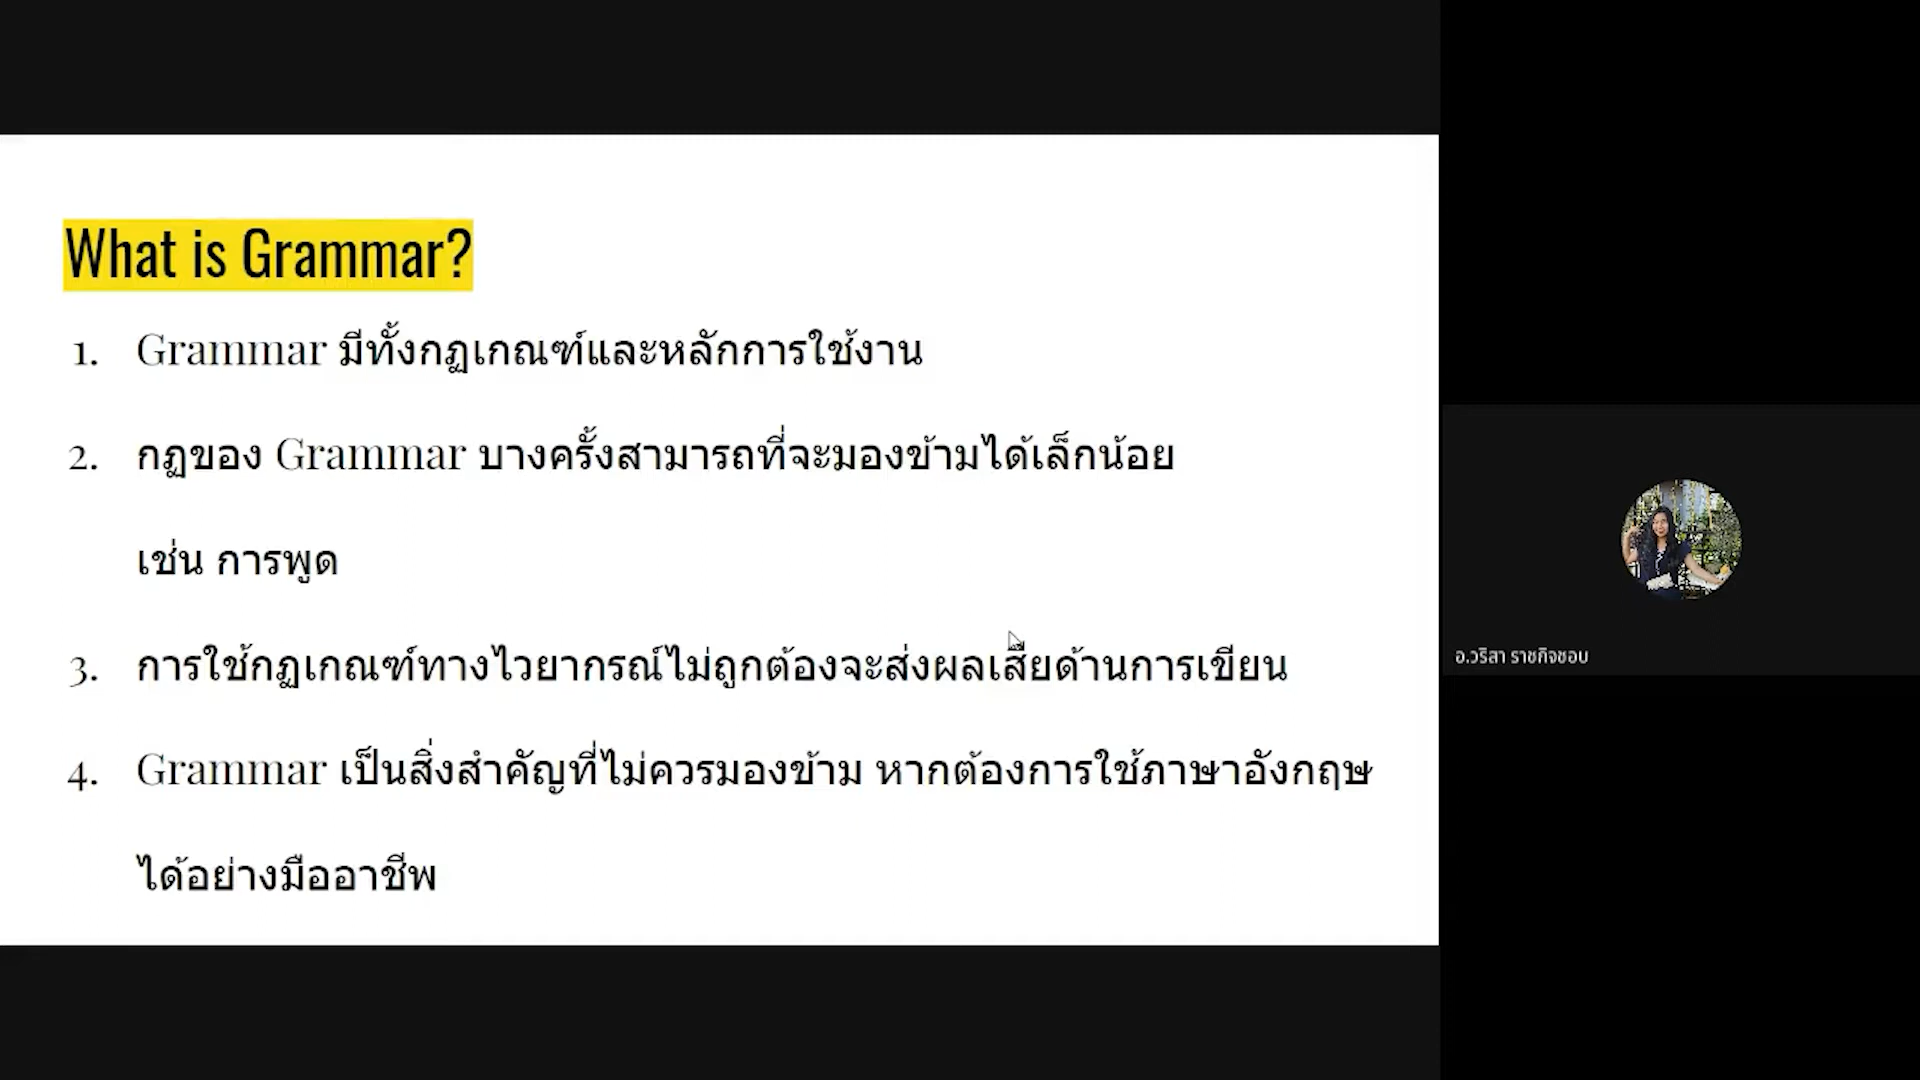 What is Grammar?
1. Grammar มีทั้งกฏเกณฑ์และหลักการใช้งาน
2. กฏของ Grammar บางครั้งสามารถที่จะมองข้ามได้เล็กน้อย
เช่น การพูด
3. การใช้กฏเกณฑ์ทางไวยากรณ์ไม่ถูกต้องจะส่งผลเสียด้านการเขียน
4. Grammar เป็นสิ่งสำคัญที่ไม่ควรมองข้าม หากต้องการใช้ภาษาอังกฤษ
ได้อย่างมืออาชีพ
อ.วริสา ราชกิจชอบ